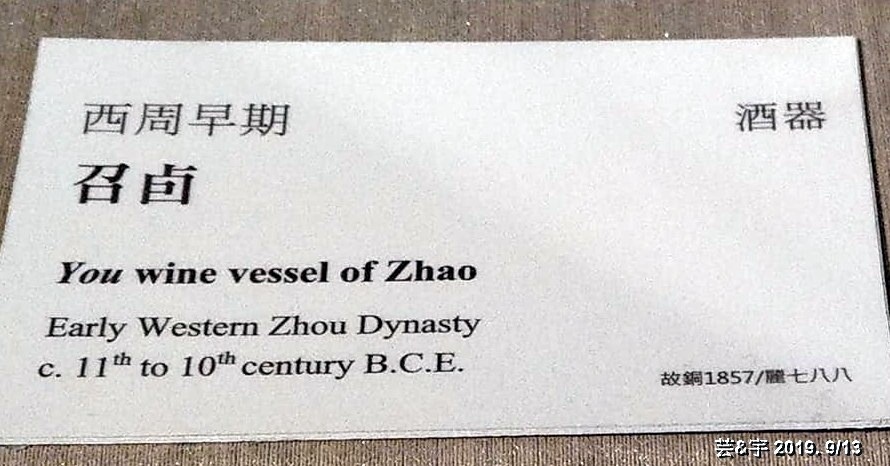 西周早期 酒器
召卣
You wine vessel of Zhao
Early Western Zhou Dynasty
c. 11th to 10th century B.C.E.
故銅1857/麗七八八
芸&宇 2019. 9/13